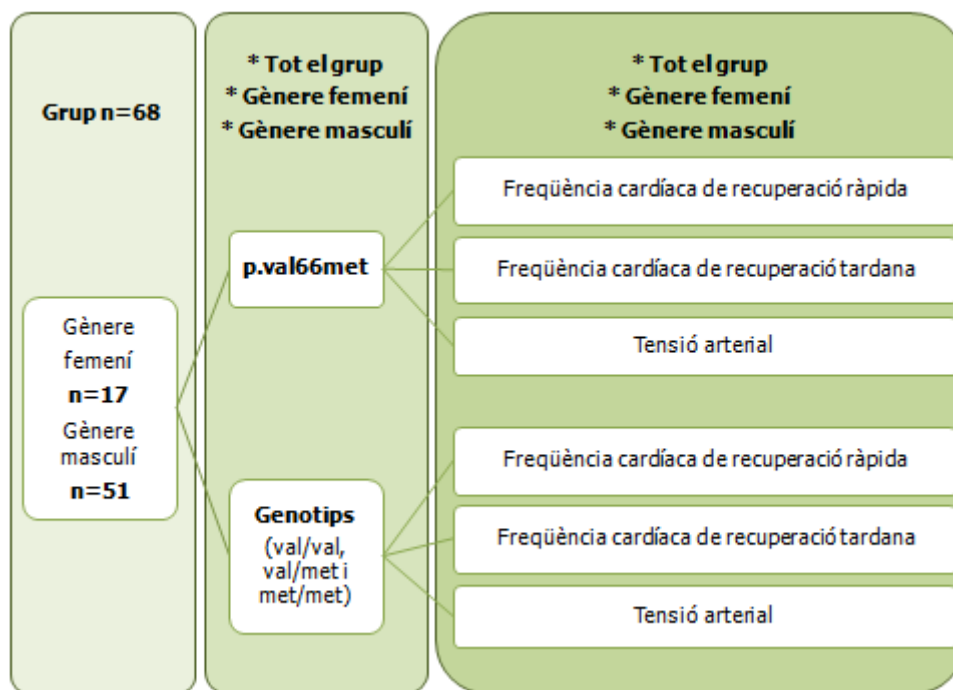 Grup n=68
Gènere
femení
n=17
Gènere
masculí
n=51
* Tot el grup
* Gènere femení
* Gènere masculí
p.val66met
Genotips
(val/val,
val/met i
met/met)
* Tot el grup
* Gènere femení
* Gènere masculí
Freqüència cardíaca de recuperació ràpida
Freqüència cardíaca de recuperació tardana
Tensió arterial
Freqüència cardíaca de recuperació ràpida
Freqüència cardíaca de recuperació tardana
Tensió arterial